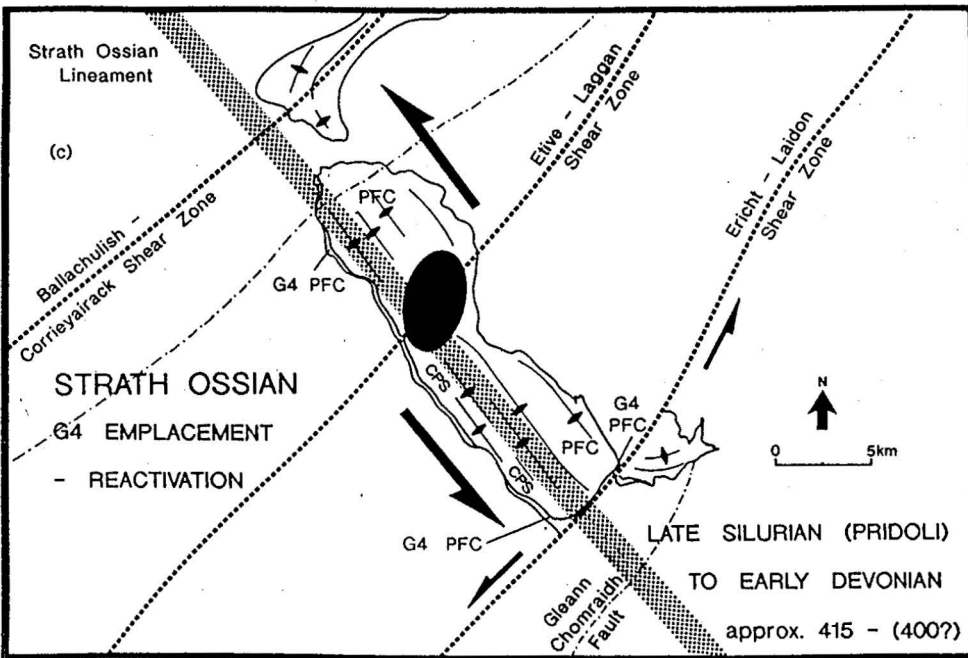 Strath Ossian
Lineament
(c)
Etive - Laggan
Shear Zone
Ericht - Laidon
Shear Zone
PFC
Ballachulish -
Corrieyairack Shear Zone
G4 PFC
STRATH OSSIAN
G4 EMPLACEMENT
- REACTIVATION
CPS
CPS
PFC
G4
PFC
N
0 5km
G4 PFC
Gleann
Chomraidh
Fault
LATE SILURIAN (PRIDOLI)
TO EARLY DEVONIAN
approx. 415 - (400?)